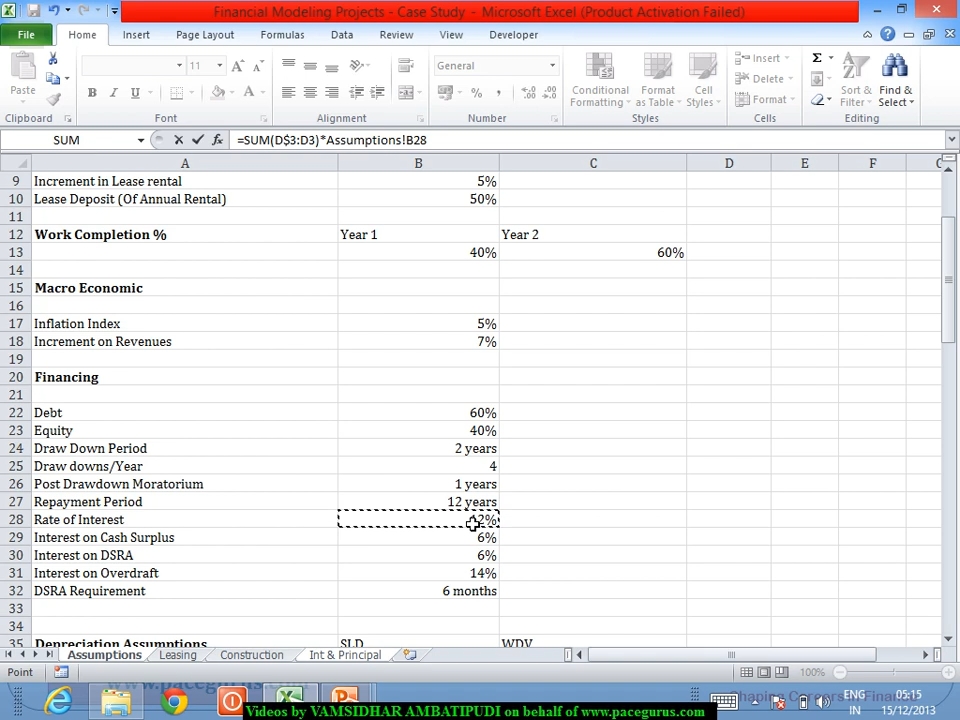 Financial Modeling Projects - Case Study - Microsoft Excel (Product Activation Failed)
File Home Insert Page Layout Formulas Data Review View Developer
11 General Insert
Delete
Format
Paste Conditional Formatting Format as Table Cell Styles Sort & Filter Find & Select
Clipboard Font Alignment Number Styles Cells Editing
SUM =SUM(D$3:D3)*Assumptions!B28
A B C D E F
9 Increment in Lease rental 5%
10 Lease Deposit (Of Annual Rental) 50%
11
12 Work Completion % Year 1 Year 2
13 40% 60%
14
15 Macro Economic
16
17 Inflation Index 5%
18 Increment on Revenues 7%
19
20 Financing
21
22 Debt 60%
23 Equity 40%
24 Draw Down Period 2 years
25 Draw downs/Year 4
26 Post Drawdown Moratorium 1 years
27 Repayment Period 12 years
28 Rate of Interest
29 Interest on Cash Surplus 6%
30 Interest on DSRA 6%
31 Interest on Overdraft 14%
32 DSRA Requirement 6 months
33
34
35 Depreciation Assumptions SLD WDV
Assumptions Leasing Construction Int & Principal
Point 100%
www.pacegurus.com
ENG 05:15
IN 15/12/2013
Videos by VAMSIDHAR AMBATIPUDI on behalf of www.pacegurus.com